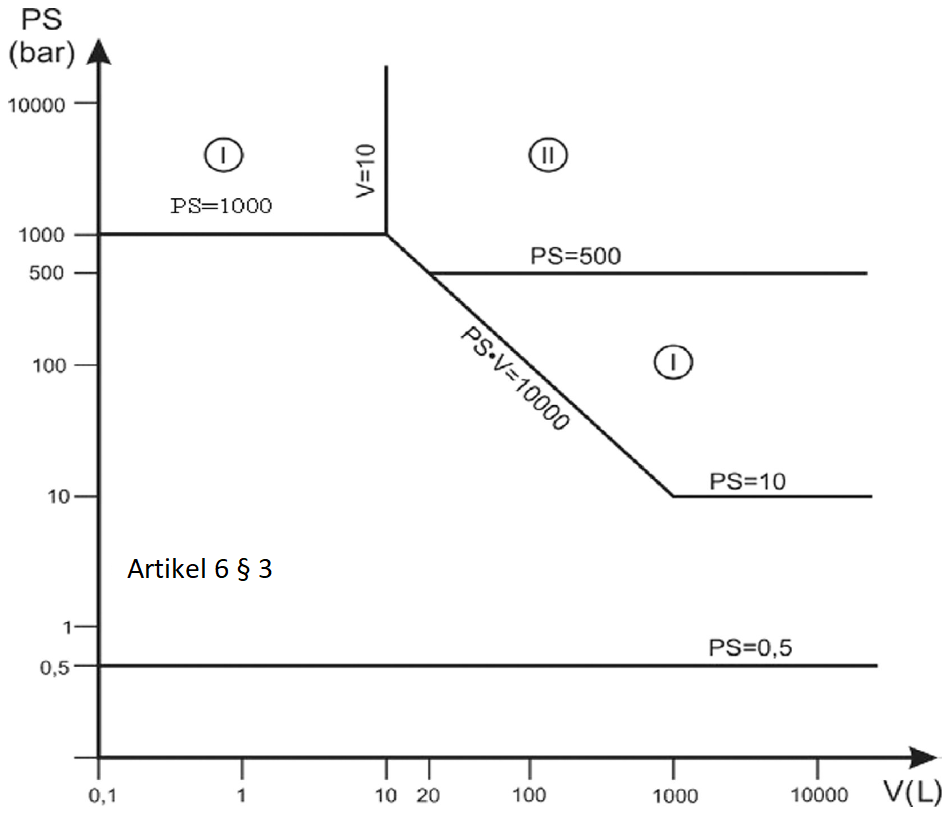 PS
(bar)
10000
I
V=10
II
PS=1000
1000
PS=500
500
PS•V=10000
100
I
PS=10
10
Artikel 6 § 3
1
PS=0,5
0,5
0,1 1 10 20 100 1000 10000 V(L)